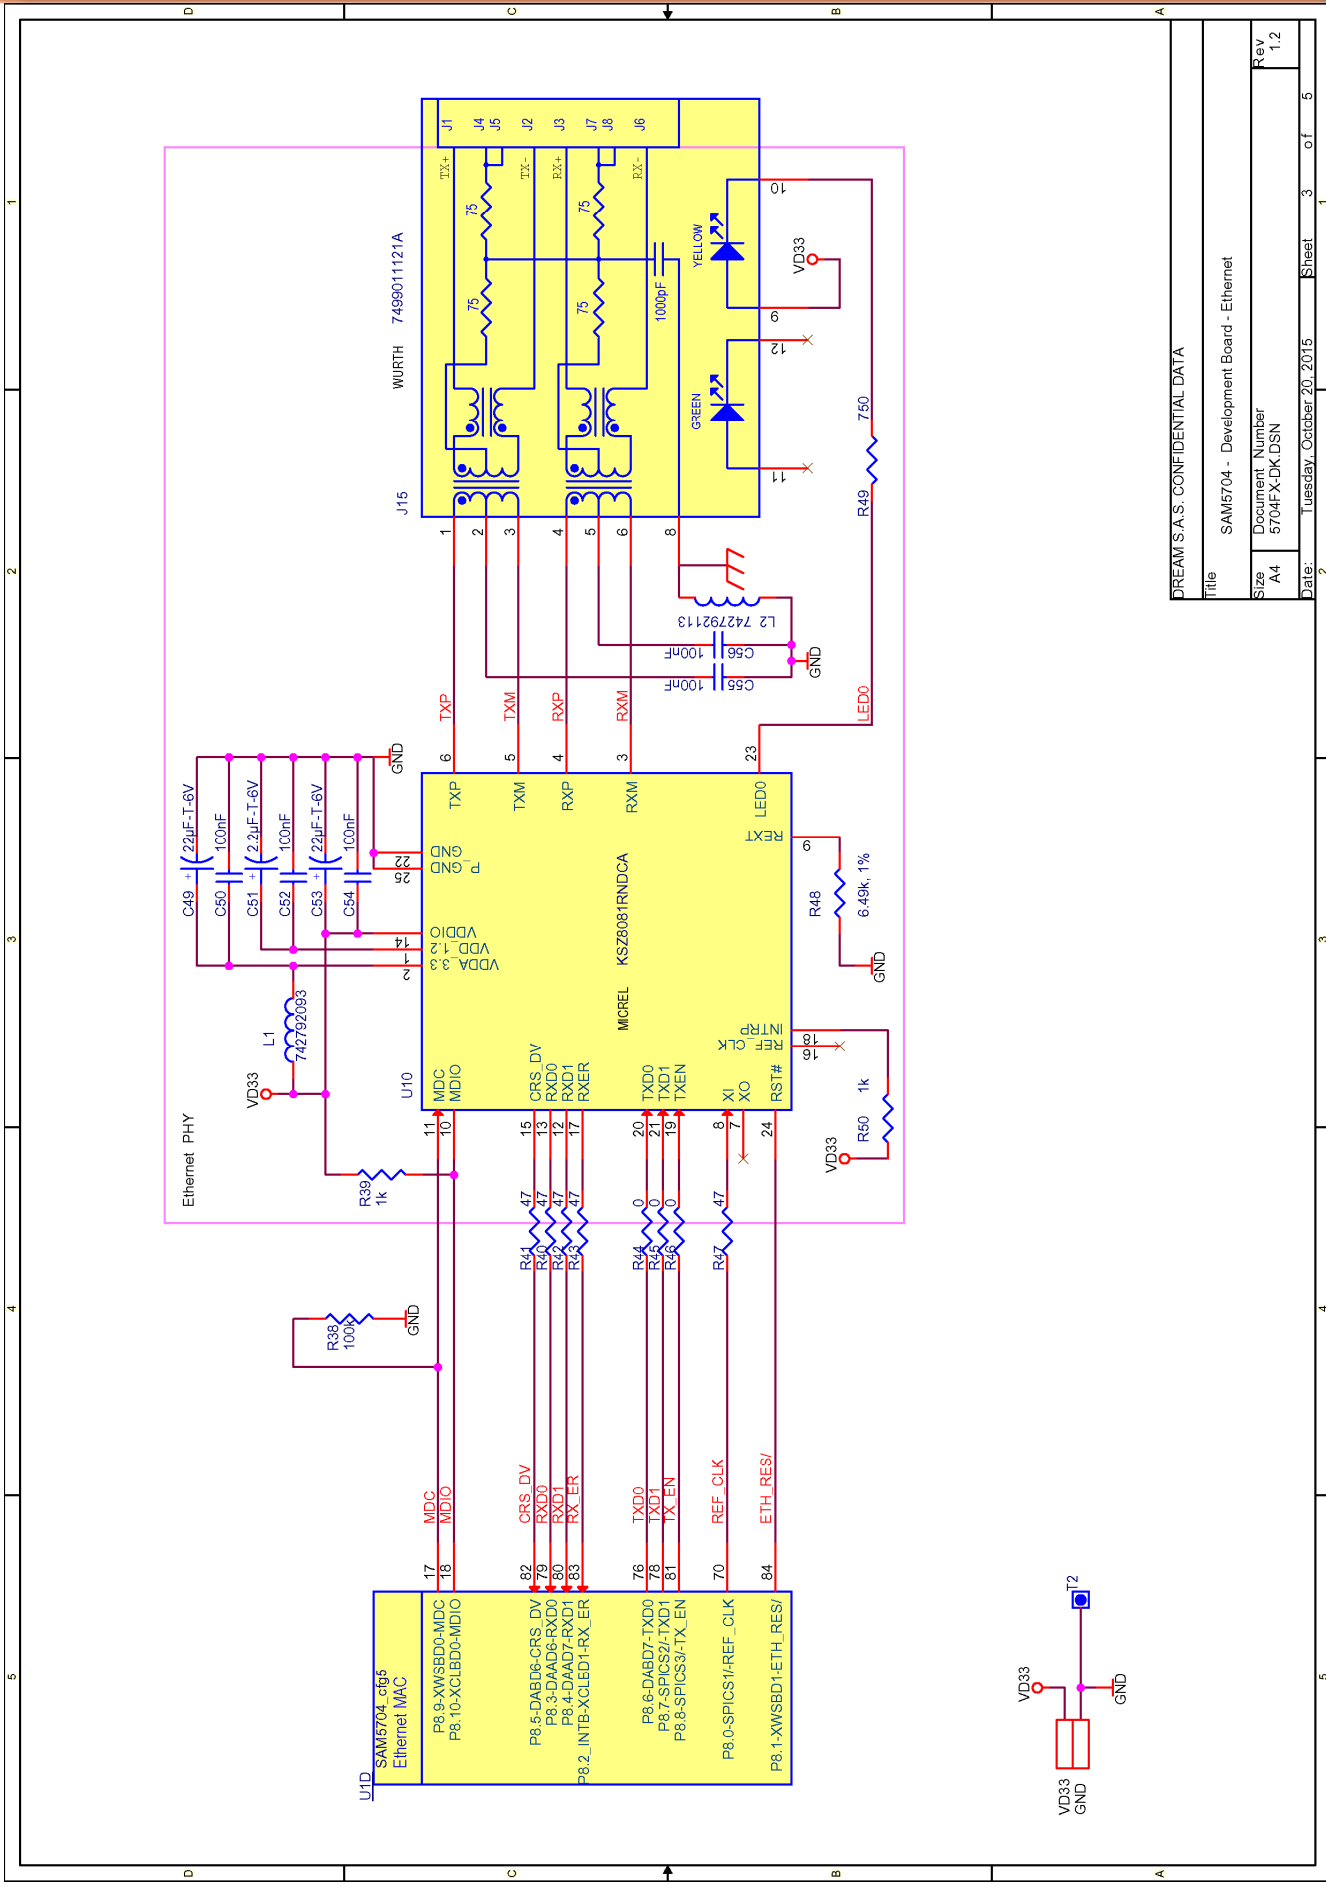 Ethernet PHY
U1D
SAM5704_cfg5
Ethernet MAC
P8.9-XWSBD0-MDC
P8.10-XCLBD0-MDIO
P8.5-DABD6-CRS_DV
P8.3-DAAD6-RXD0
P8.4-DAAD7-RXD1
P8.2_INTB-XCLED1-RX_ER
P8.6-DABD7-TXD0
P8.7-SPICS2/-TXD1
P8.8-SPICS3/-TX_EN
P8.0-SPICS1/-REF_CLK
P8.1-XWSBD1-ETH_RES/
17
18
82
79
80
83
76
78
81
70
84
MDC
MDIO
CRS_DV
RXD0
RXD1
RX_ER
TXD0
TXD1
TX_EN
REF_CLK
ETH_RES/
R38
100k
GND
R39
1k
R41 47
R40 47
R42 47
R43 47
R44 0
R45 0
R46 0
R47 47
VD33
L1
742792093
C49 22µF-T-6V
C50 100nF
C51 2.2µF-T-6V
C52 100nF
C53 22µF-T-6V
C54 100nF
GND
U10
MICREL KSZ8081RNDCA
11 MDC
10 MDIO
15 CRS_DV
13 RXD0
12 RXD1
17 RXER
20 TXD0
21 TXD1
19 TXEN
8 XI
7 XO
24 RST#
2 VDDA_3.3
1 VDD_1.2
14 VDDIO
25 P_GND
22 GND
TXP 6
TXM 5
RXP 4
RXM 3
LED0 23
REXT 9
INTRP 18
REF_CLK 16
R48
6.49k, 1%
GND
R50 1k
VD33
TXP
TXM
RXP
RXM
LED0
C55 100nF
C56 100nF
L2 742792113
GND
R49 750
J15
WURTH 7499011121A
1
2
3
4
5
6
8
75
75
75
75
1000pF
TX+
TX-
RX+
RX-
J1
J4
J5
J2
J3
J7
J8
J6
GREEN
YELLOW
11
12
9
10
VD33
VD33
GND
VD33
GND
T2
DREAM S.A.S. CONFIDENTIAL DATA
Title
SAM5704 - Development Board - Ethernet
Size
A4
Document Number
5704FX-DK.DSN
Rev
1.2
Date: Tuesday, October 20, 2015
Sheet 3 of 5
5
4
3
2
1
5
2
1
D
C
B
A
D
C
B
A